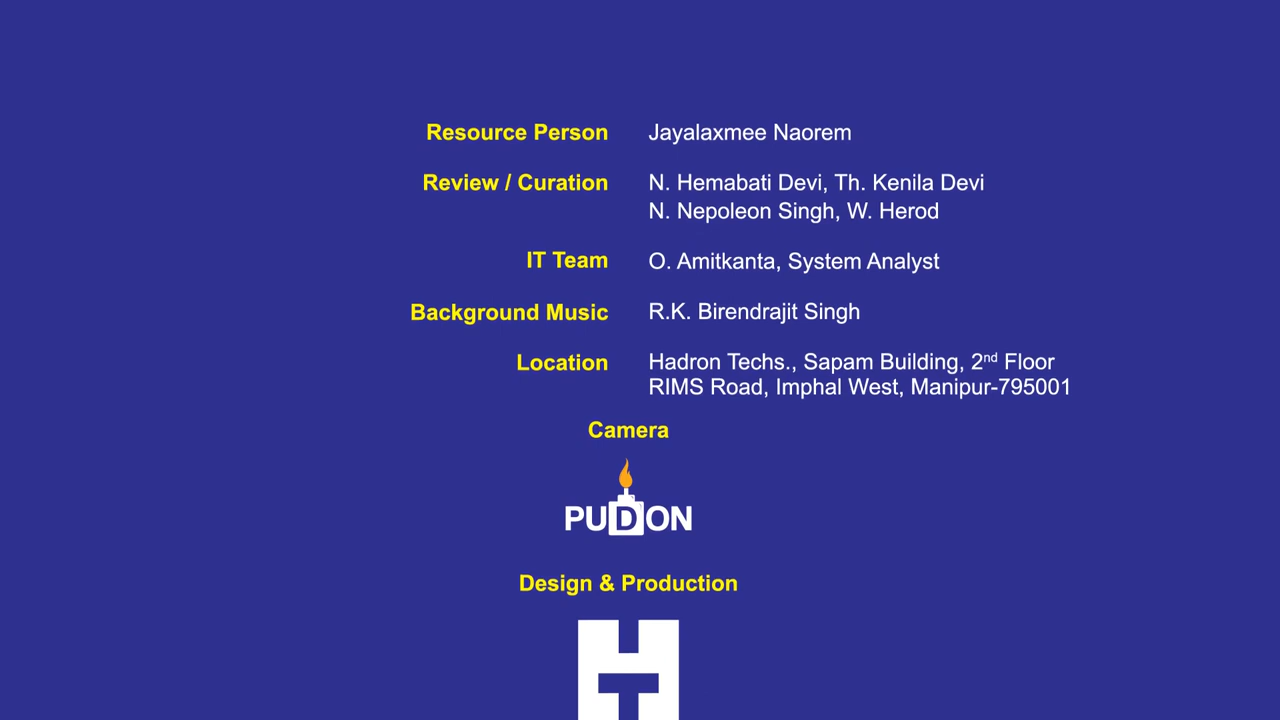 Resource Person Jayalaxmee Naorem
Review / Curation N. Hemabati Devi, Th. Kenila Devi
N. Nepoleon Singh, W. Herod
IT Team O. Amitkanta, System Analyst
Background Music R.K. Birendrajit Singh
Location Hadron Techs., Sapam Building, 2nd Floor
RIMS Road, Imphal West, Manipur-795001
Camera
PUDON
Design & Production
HT